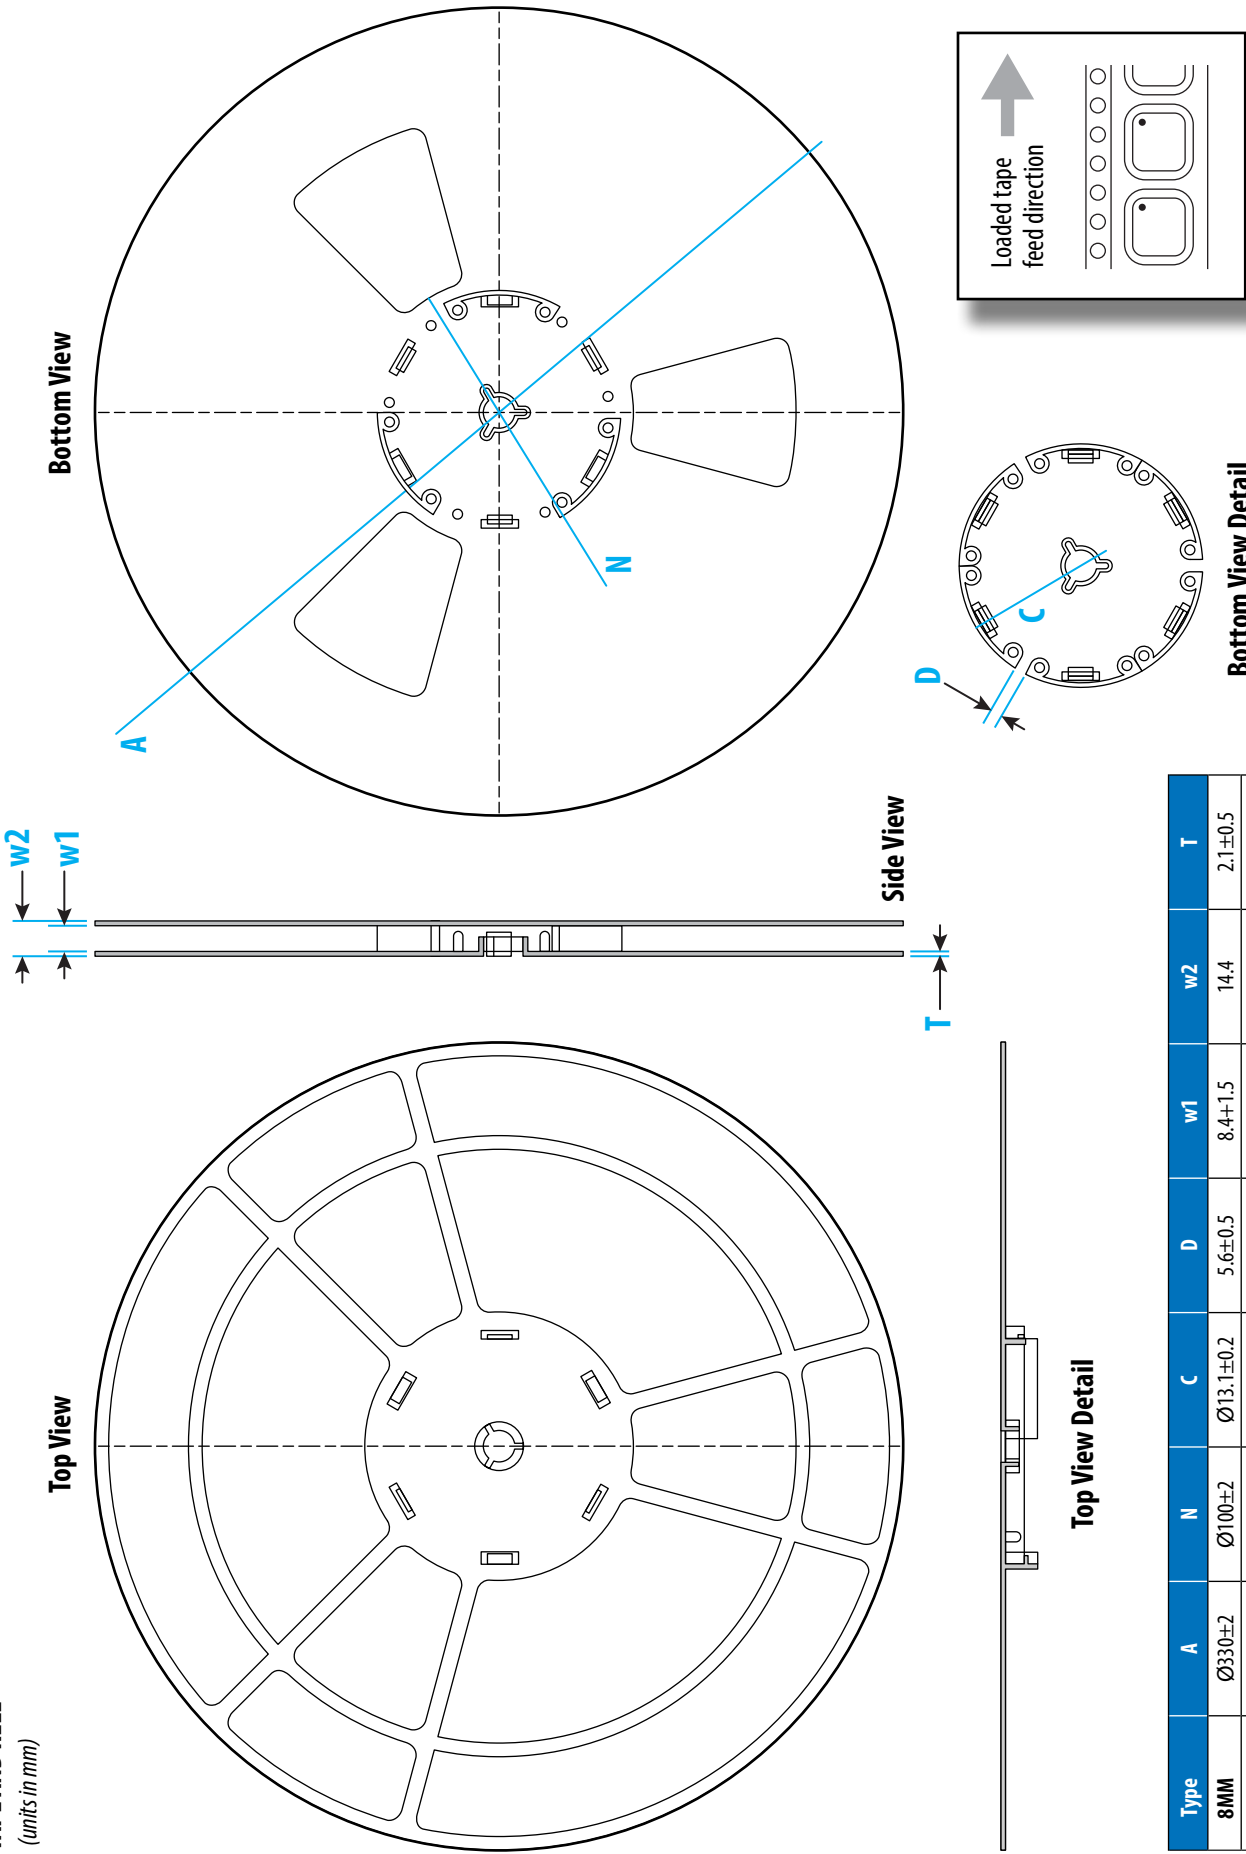 (units in mm)
Top View
Bottom View
w2
w1
A
N
Side View
T
D
C
Loaded tape
feed direction
Top View Detail
Bottom View Detail
Type A N C D w1 w2 T
8MM Ø330±2 Ø100±2 Ø13.1±0.2 5.6±0.5 8.4+1.5 14.4 2.1±0.5